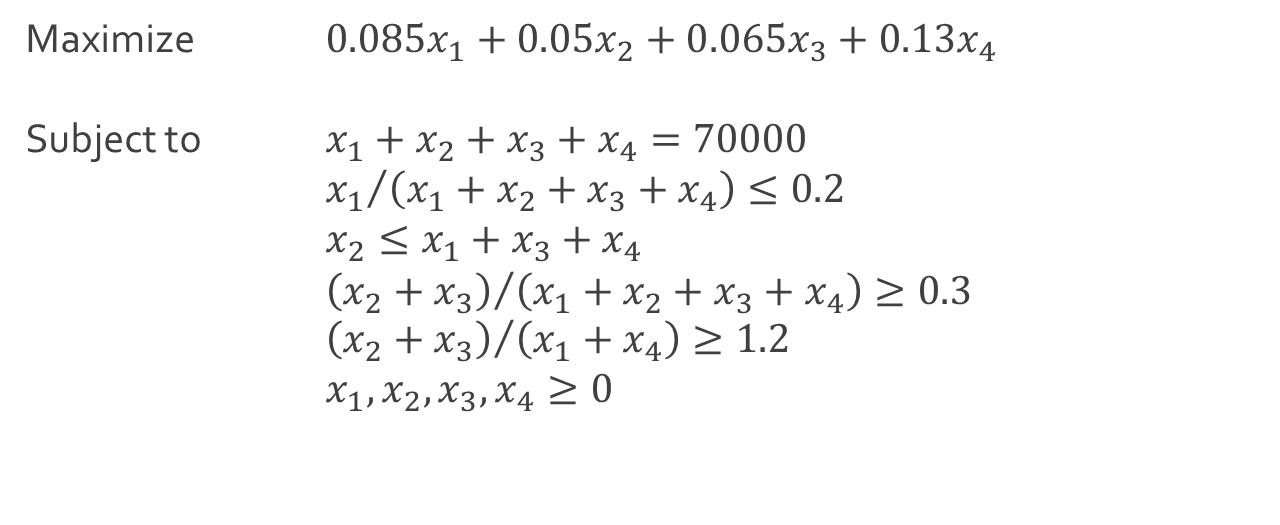 Maximize 0.085x₁ + 0.05x₂ + 0.065x₃ + 0.13x₄
Subject to x₁ + x₂ + x₃ + x₄ = 70000
x₁/(x₁ + x₂ + x₃ + x₄) ≤ 0.2
x₂ ≤ x₁ + x₃ + x₄
(x₂ + x₃)/(x₁ + x₂ + x₃ + x₄) ≥ 0.3
(x₂ + x₃)/(x₁ + x₄) ≥ 1.2
x₁, x₂, x₃, x₄ ≥ 0